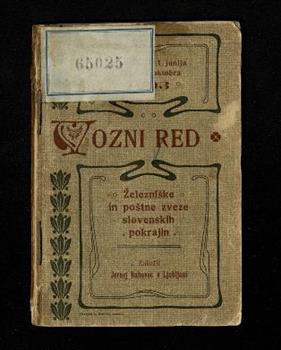 65025
1. junija
oktobra
VOZNI RED
Železniške
in poštne zveze
slovenskih
pokrajin
Založil
Jernej Bahovec v Ljubljani